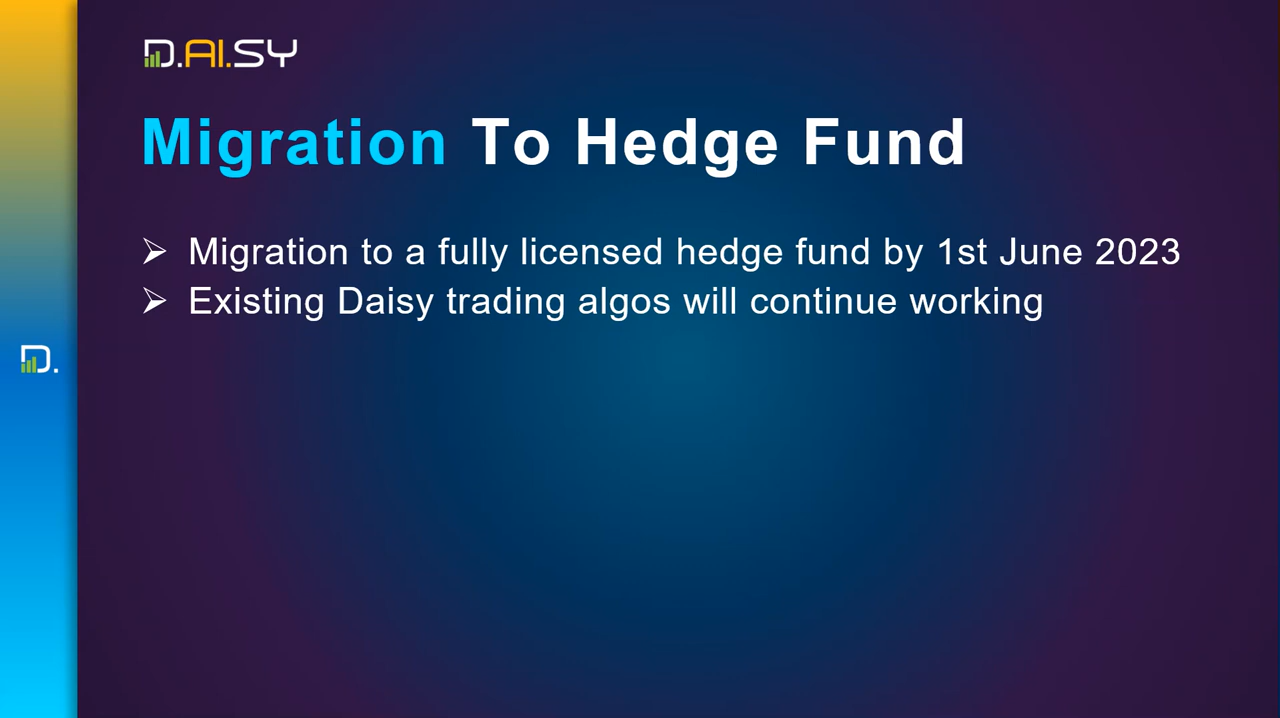 D.AI.SY
Migration To Hedge Fund
➢ Migration to a fully licensed hedge fund by 1st June 2023
➢ Existing Daisy trading algos will continue working
D.